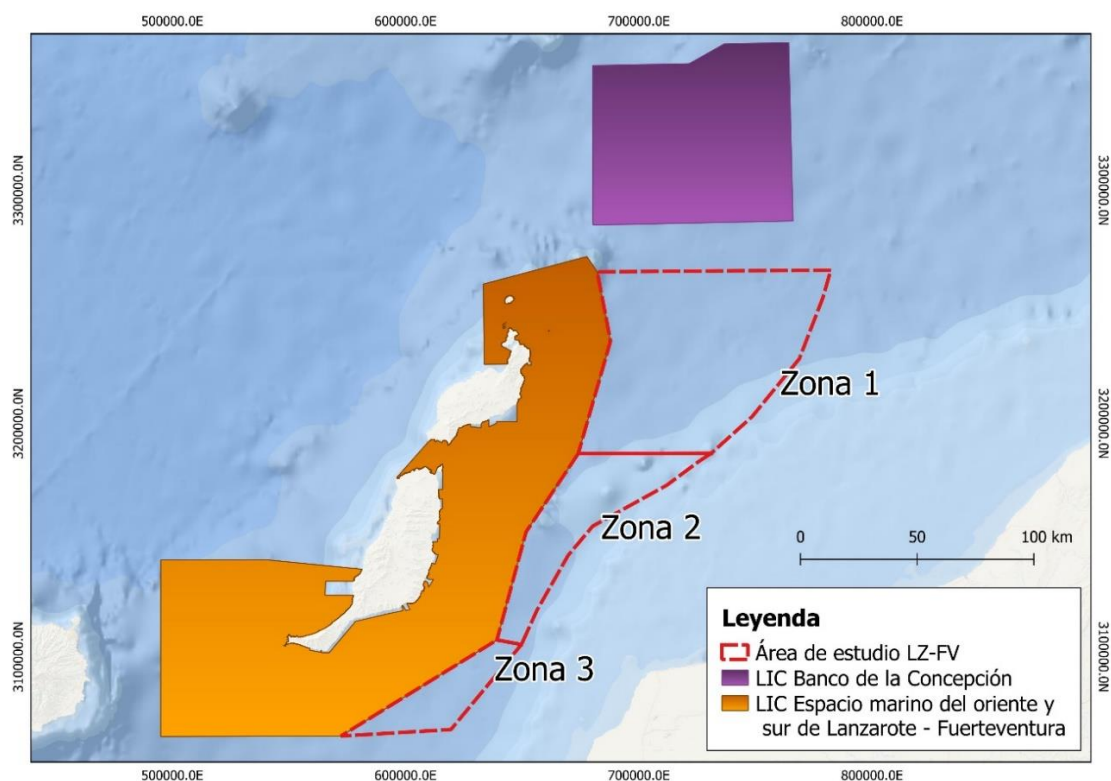 500000.0E 600000.0E 700000.0E 800000.0E
3300000.0N 3300000.0N
3200000.0N 3200000.0N
3100000.0N 3100000.0N
Zona 1
Zona 2
Zona 3
0 50 100 km
Leyenda
Área de estudio LZ-FV
LIC Banco de la Concepción
LIC Espacio marino del oriente y
sur de Lanzarote - Fuerteventura
500000.0E 600000.0E 700000.0E 800000.0E